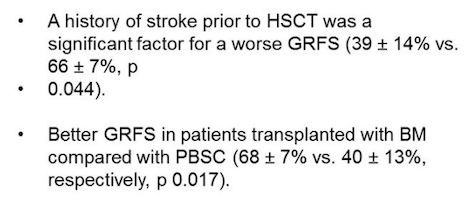 • A history of stroke prior to HSCT was a
significant factor for a worse GRFS (39 ± 14% vs.
66 ± 7%, p
• 0.044).
• Better GRFS in patients transplanted with BM
compared with PBSC (68 ± 7% vs. 40 ± 13%,
respectively, p 0.017).